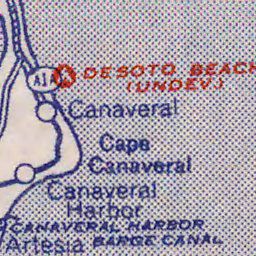 DESOTO BEACH
(UNDEV.)
A1A
Canaveral
Cape
Canaveral
Canaveral
Harbor
CANAVERAL HARBOR
BARGE CANAL
Artesia